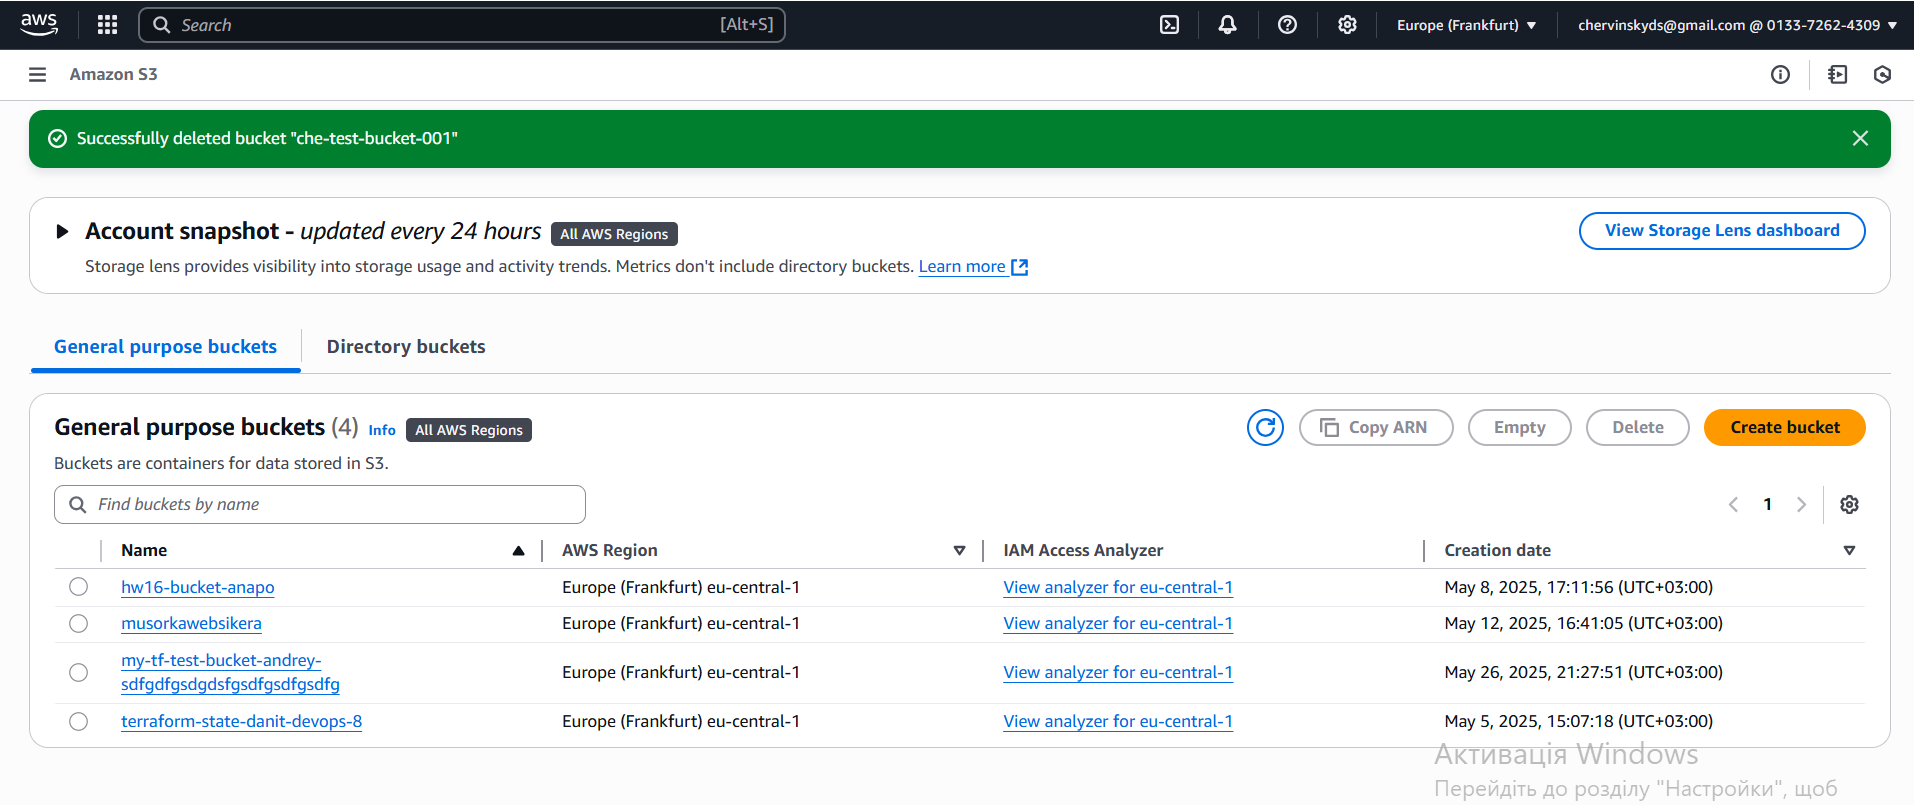 aws
Search [Alt+S]
Europe (Frankfurt)
chervinskyds@gmail.com @ 0133-7262-4309
Amazon S3
Successfully deleted bucket "che-test-bucket-001"
Account snapshot - updated every 24 hours All AWS Regions
View Storage Lens dashboard
Storage lens provides visibility into storage usage and activity trends. Metrics don't include directory buckets. Learn more
General purpose buckets
Directory buckets
General purpose buckets (4) Info All AWS Regions
Copy ARN
Empty
Delete
Create bucket
Buckets are containers for data stored in S3.
Find buckets by name
1
Name AWS Region IAM Access Analyzer Creation date
hw16-bucket-anapo Europe (Frankfurt) eu-central-1 View analyzer for eu-central-1 May 8, 2025, 17:11:56 (UTC+03:00)
musorkawebsikera Europe (Frankfurt) eu-central-1 View analyzer for eu-central-1 May 12, 2025, 16:41:05 (UTC+03:00)
my-tf-test-bucket-andrey-
sdfgdfgsdgdsfgsdfgsdfgsdfg Europe (Frankfurt) eu-central-1 View analyzer for eu-central-1 May 26, 2025, 21:27:51 (UTC+03:00)
terraform-state-danit-devops-8 Europe (Frankfurt) eu-central-1 View analyzer for eu-central-1 May 5, 2025, 15:07:18 (UTC+03:00)
Активація Windows
Перейдіть до розділу "Настройки", щоб